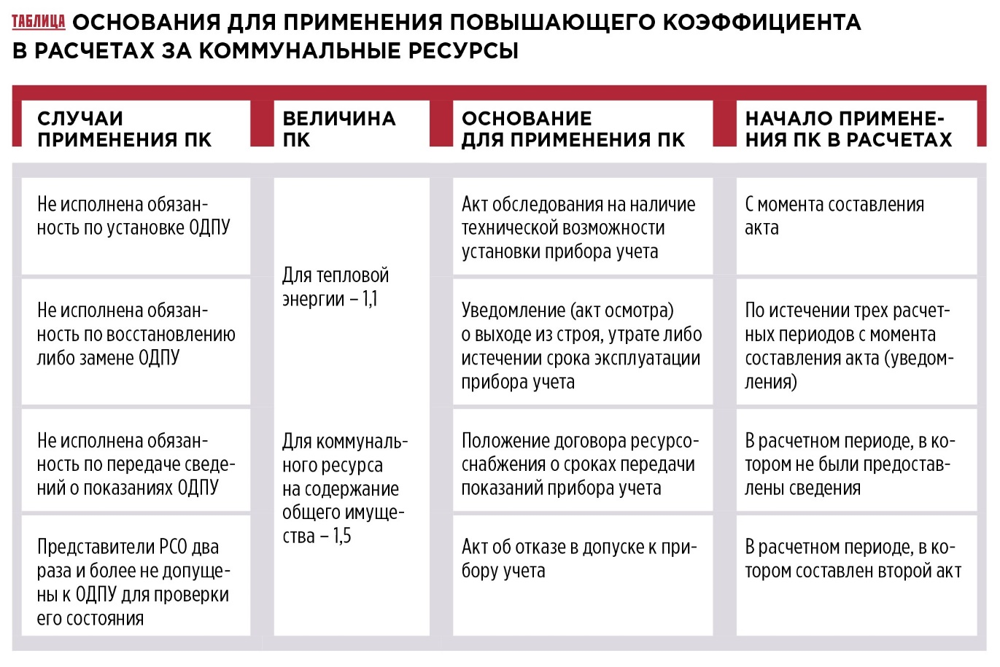 ТАБЛИЦА ОСНОВАНИЯ ДЛЯ ПРИМЕНЕНИЯ ПОВЫШАЮЩЕГО КОЭФФИЦИЕНТА
В РАСЧЕТАХ ЗА КОММУНАЛЬНЫЕ РЕСУРСЫ
СЛУЧАИ
ПРИМЕНЕНИЯ ПК
ВЕЛИЧИНА
ПК
ОСНОВАНИЕ
ДЛЯ ПРИМЕНЕНИЯ ПК
НАЧАЛО ПРИМЕНЕ-
НИЯ ПК В РАСЧЕТАХ
Не исполнена обязан-
ность по установке ОДПУ
Для тепловой
энергии – 1,1
Для коммуналь-
ного ресурса
на содержание
общего имуще-
ства – 1,5
Акт обследования на наличие
технической возможности
установки прибора учета
С момента составления
акта
Не исполнена обязан-
ность по восстановлению
либо замене ОДПУ
Уведомление (акт осмотра)
о выходе из строя, утрате либо
истечении срока эксплуатации
прибора учета
По истечении трех расчет-
ных периодов с момента
составления акта (уведом-
ления)
Не исполнена обязан-
ность по передаче сведе-
ний о показаниях ОДПУ
Положение договора ресурсо-
снабжения о сроках передачи
показаний прибора учета
В расчетном периоде, в ко-
тором не были предостав-
лены сведения
Представители РСО два
раза и более не допуще-
ны к ОДПУ для проверки
его состояния
Акт об отказе в допуске к при-
бору учета
В расчетном периоде, в ко-
тором составлен второй акт